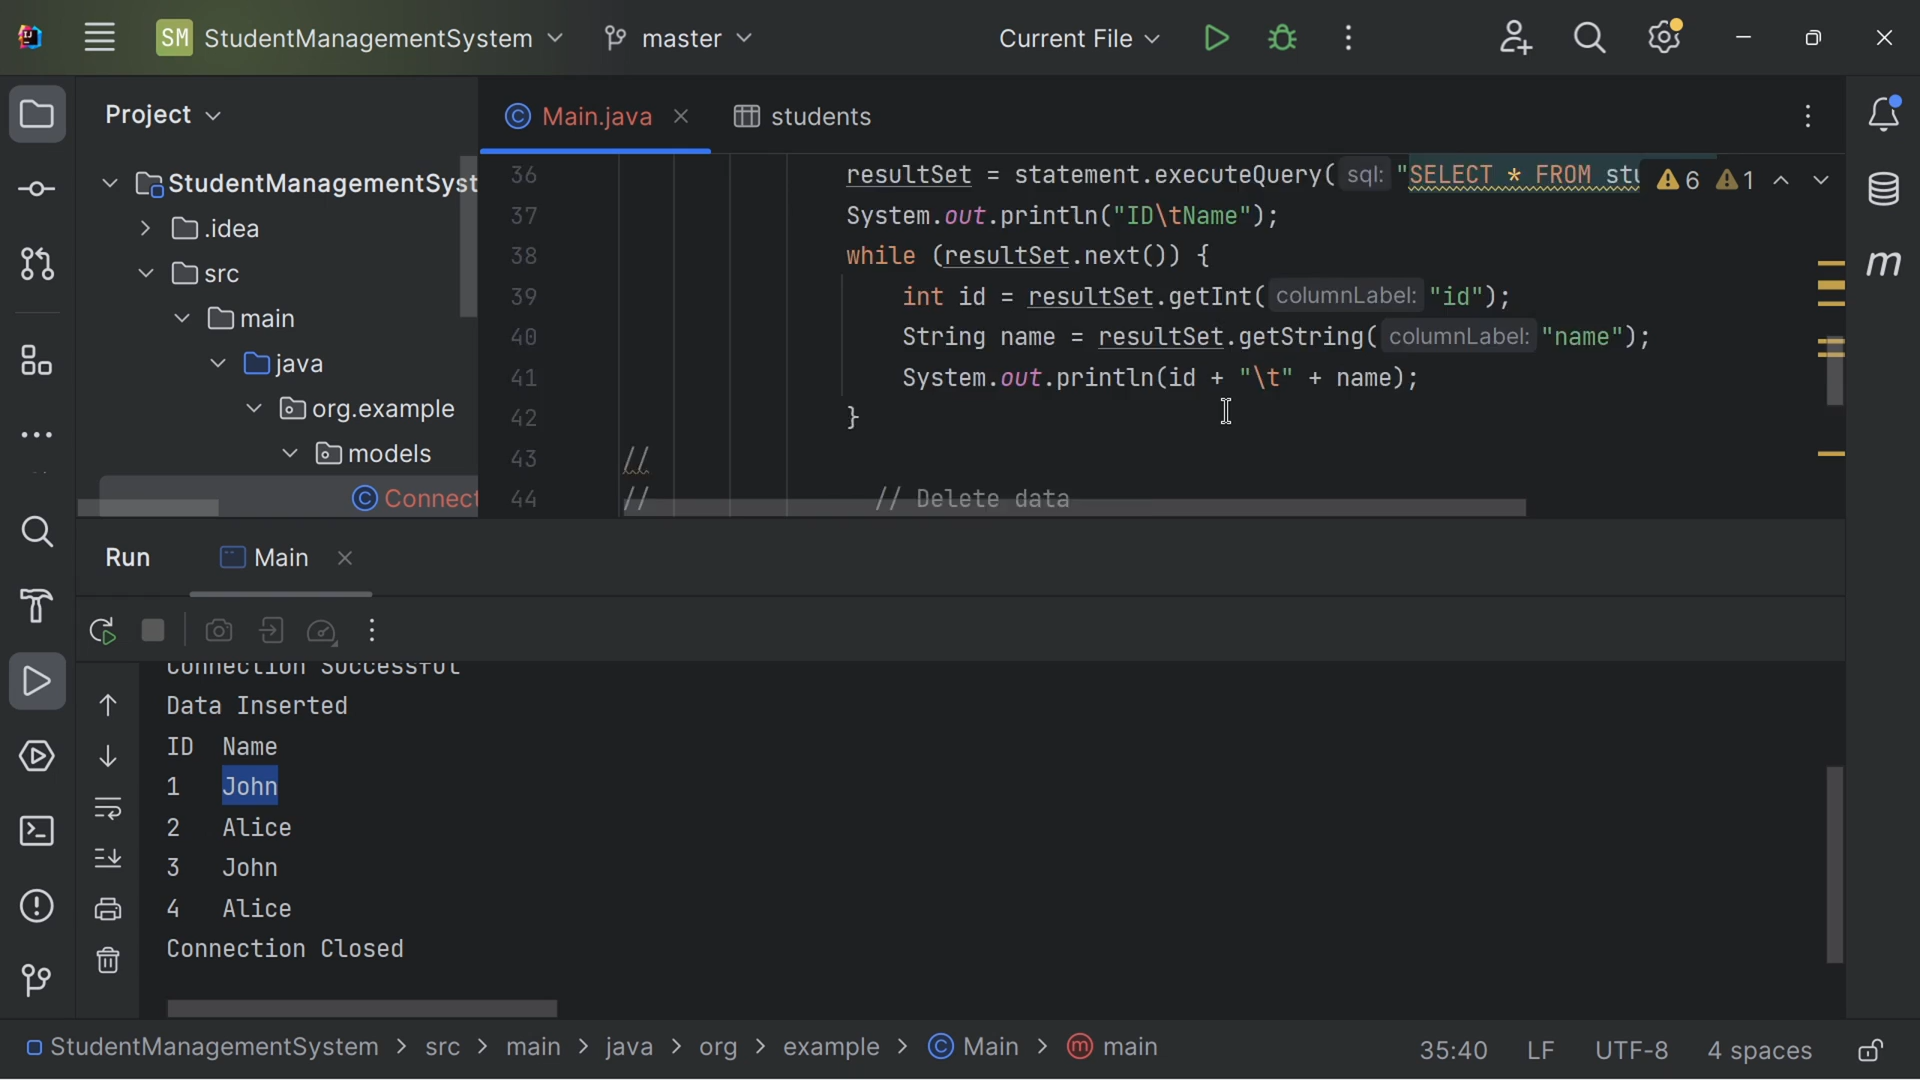 SM StudentManagementSystem master Current File
Project
Main.java students
StudentManagementSyst
.idea
src
main
java
org.example
models
Connect
36 resultSet = statement.executeQuery( sql: "SELECT * FROM stu 6 1
37 System.out.println("ID\tName");
38 while (resultSet.next()) {
39 int id = resultSet.getInt( columnLabel: "id");
40 String name = resultSet.getString( columnLabel: "name");
41 System.out.println(id + "\t" + name);
42 }
43 //
44 // // Delete data
m
Run Main
Connection Successful
Data Inserted
ID Name
1 John
2 Alice
3 John
4 Alice
Connection Closed
StudentManagementSystem > src > main > java > org > example > C Main > m main 35:40 LF UTF-8 4 spaces